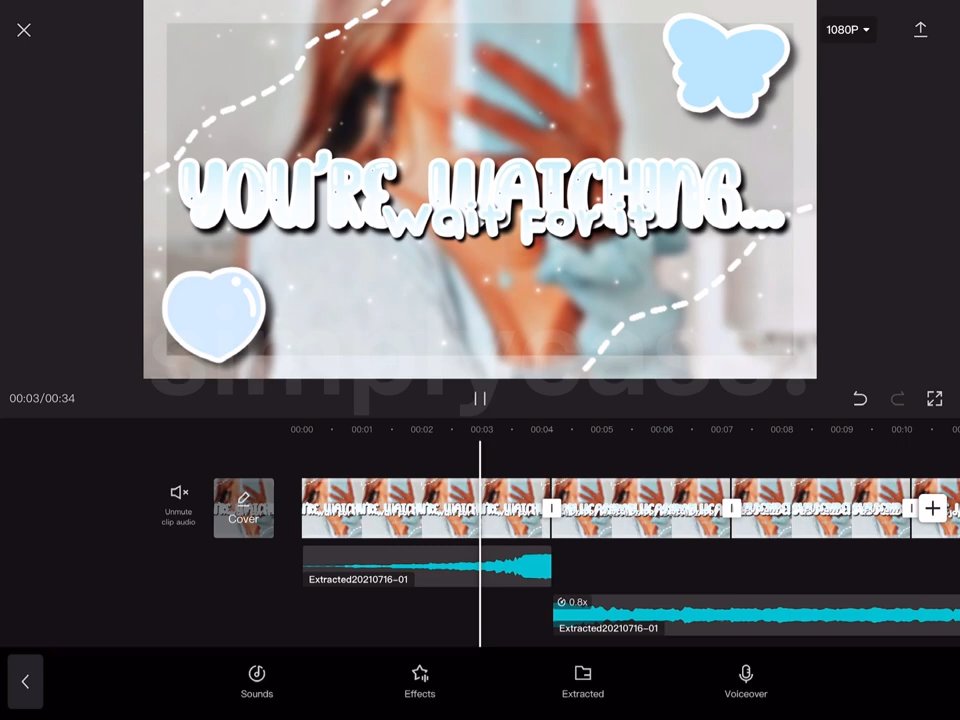 1080P
YOU'RE WATCHING...
wait for it
simplycass.
00:03/00:34
00:00 00:01 00:02 00:03 00:04 00:05 00:06 00:07 00:08 00:09 00:10
Unmute
clip audio
Cover
Extracted20210716-01
0.8x
Extracted20210716-01
Sounds Effects Extracted Voiceover